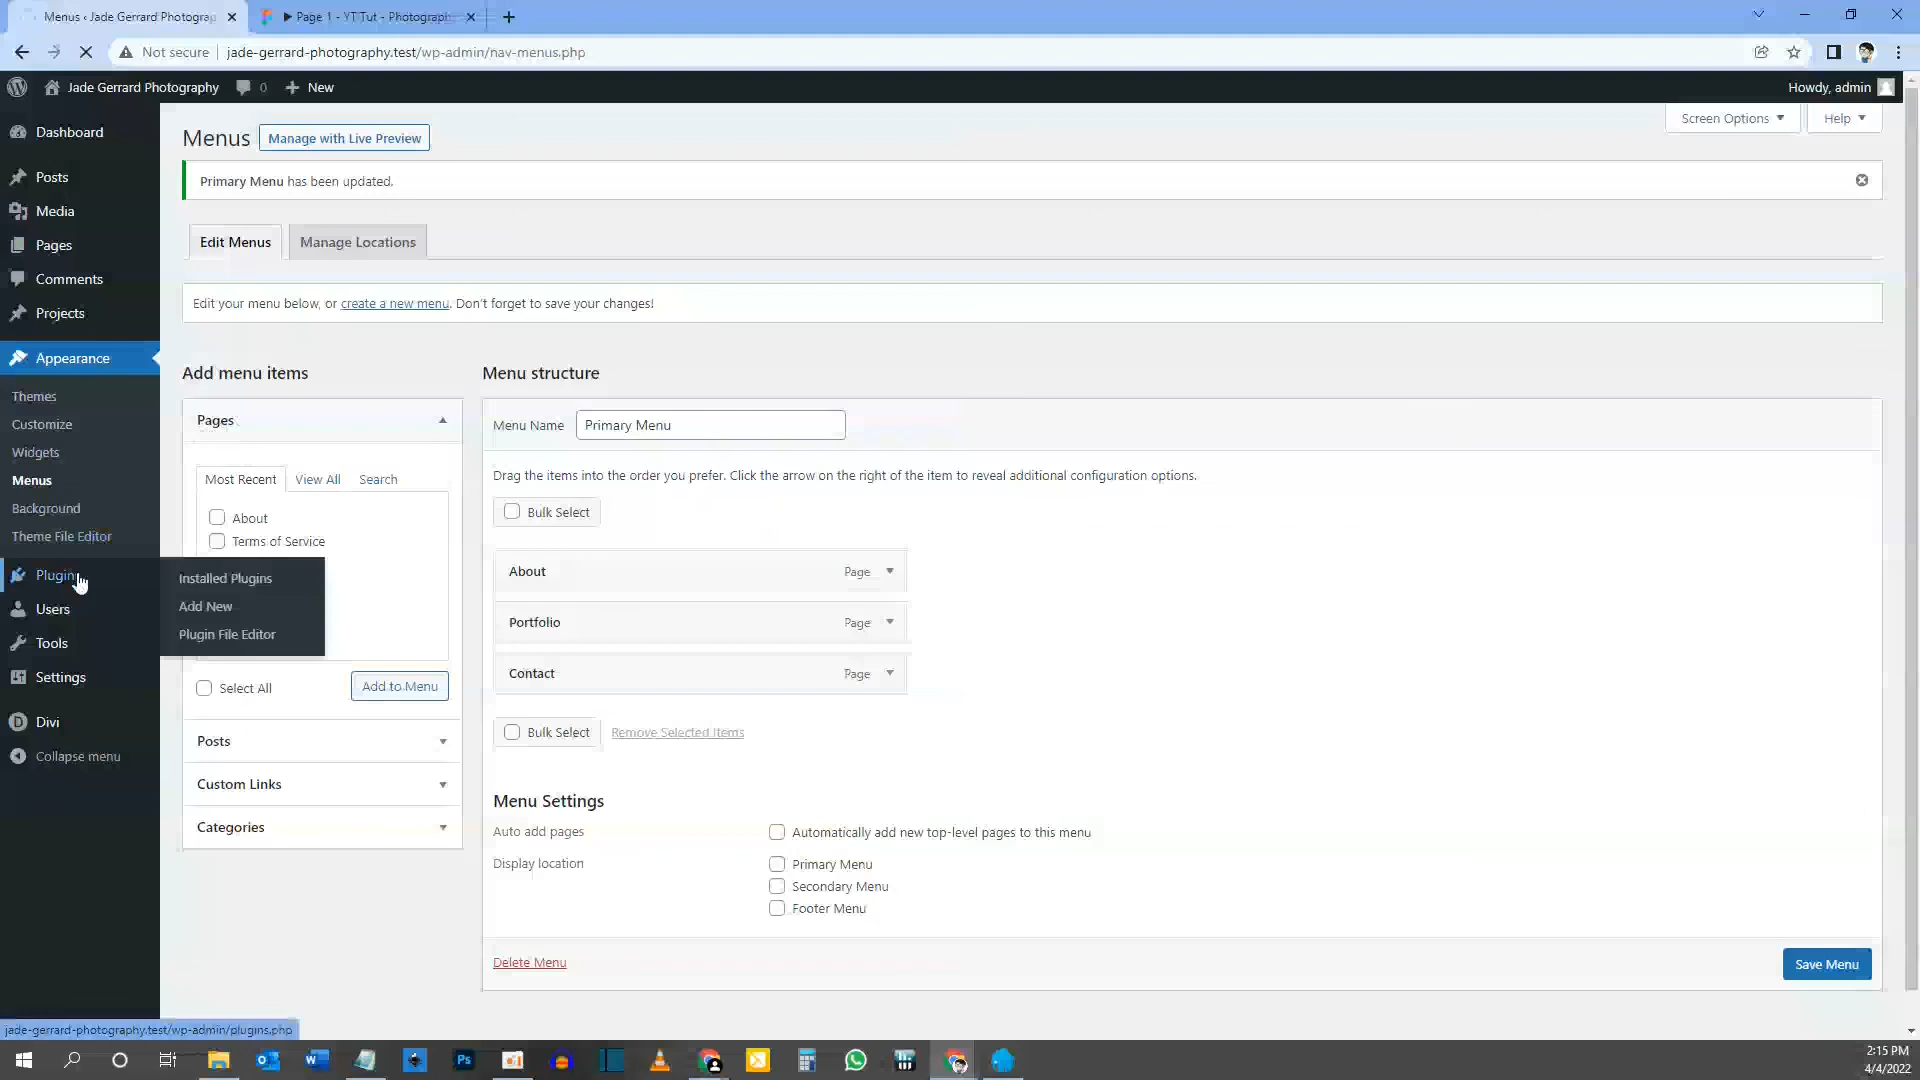 Menus ‹ Jade Gerrard Photograp
Page 1 - YT Tut - Photograph
Not secure
jade-gerrard-photography.test/wp-admin/nav-menus.php
Jade Gerrard Photography
0
New
Howdy, admin
Dashboard
Posts
Media
Pages
Comments
Projects
Appearance
Themes
Customize
Widgets
Menus
Background
Theme File Editor
Plugins
Users
Tools
Settings
Divi
Collapse menu
Installed Plugins
Add New
Plugin File Editor
Menus
Manage with Live Preview
Screen Options
Help
Primary Menu has been updated.
Edit Menus
Manage Locations
Edit your menu below, or create a new menu. Don't forget to save your changes!
Add menu items
Pages
Most Recent
View All
Search
About
Terms of Service
Select All
Add to Menu
Posts
Custom Links
Categories
Menu structure
Menu Name
Primary Menu
Drag the items into the order you prefer. Click the arrow on the right of the item to reveal additional configuration options.
Bulk Select
About
Page
Portfolio
Page
Contact
Page
Bulk Select
Remove Selected Items
Menu Settings
Auto add pages
Automatically add new top-level pages to this menu
Display location
Primary Menu
Secondary Menu
Footer Menu
Delete Menu
Save Menu
jade-gerrard-photography.test/wp-admin/plugins.php
2:15 PM
4/4/2022